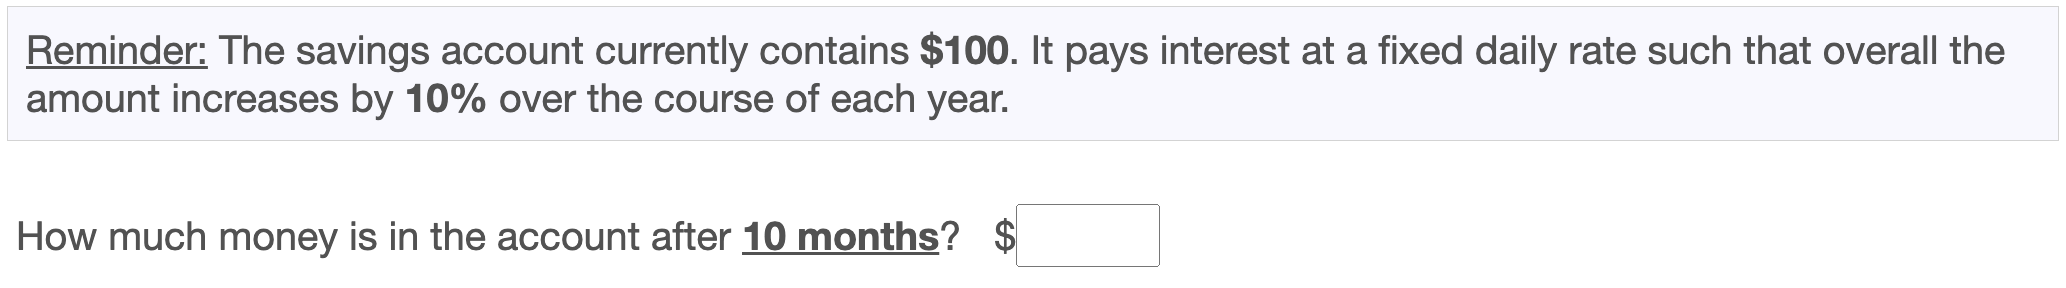 Reminder: The savings account currently contains $100. It pays interest at a fixed daily rate such that overall the
amount increases by 10% over the course of each year.
How much money is in the account after 10 months? $